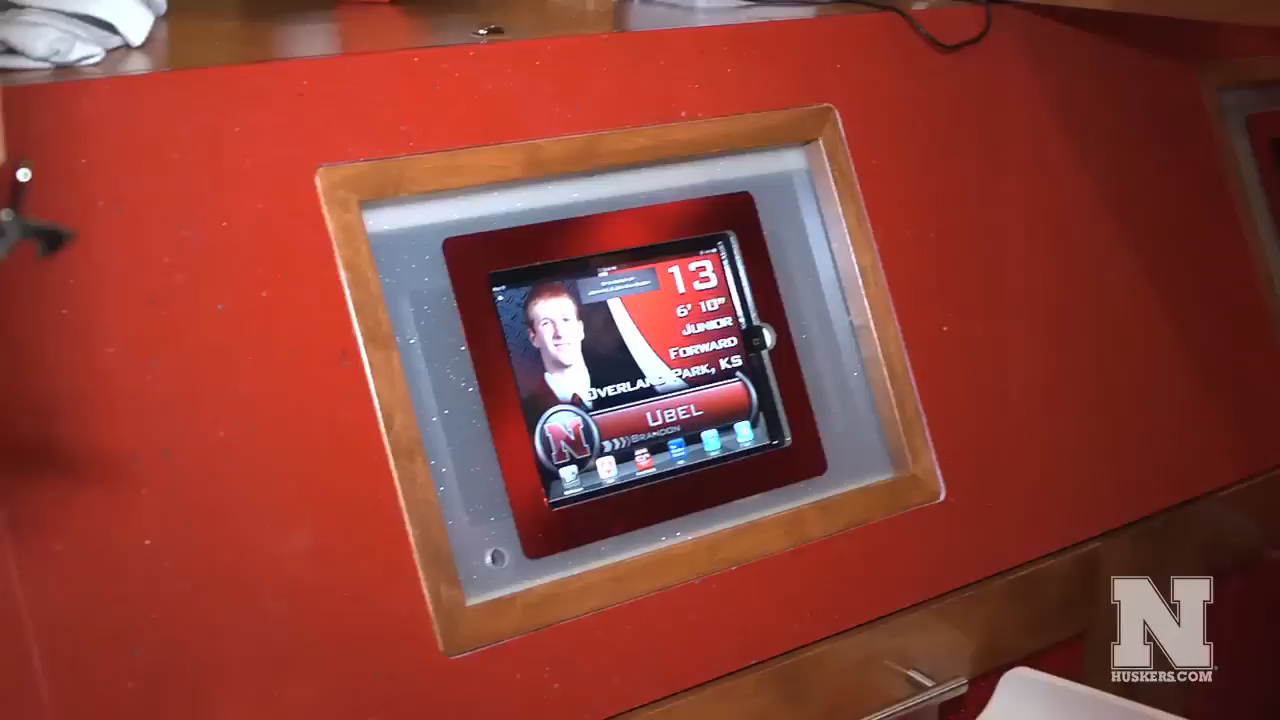 13
6' 10"
Junior
Forward
Overland Park, KS
Ubel
Brandon
N
N
HUSKERS.COM